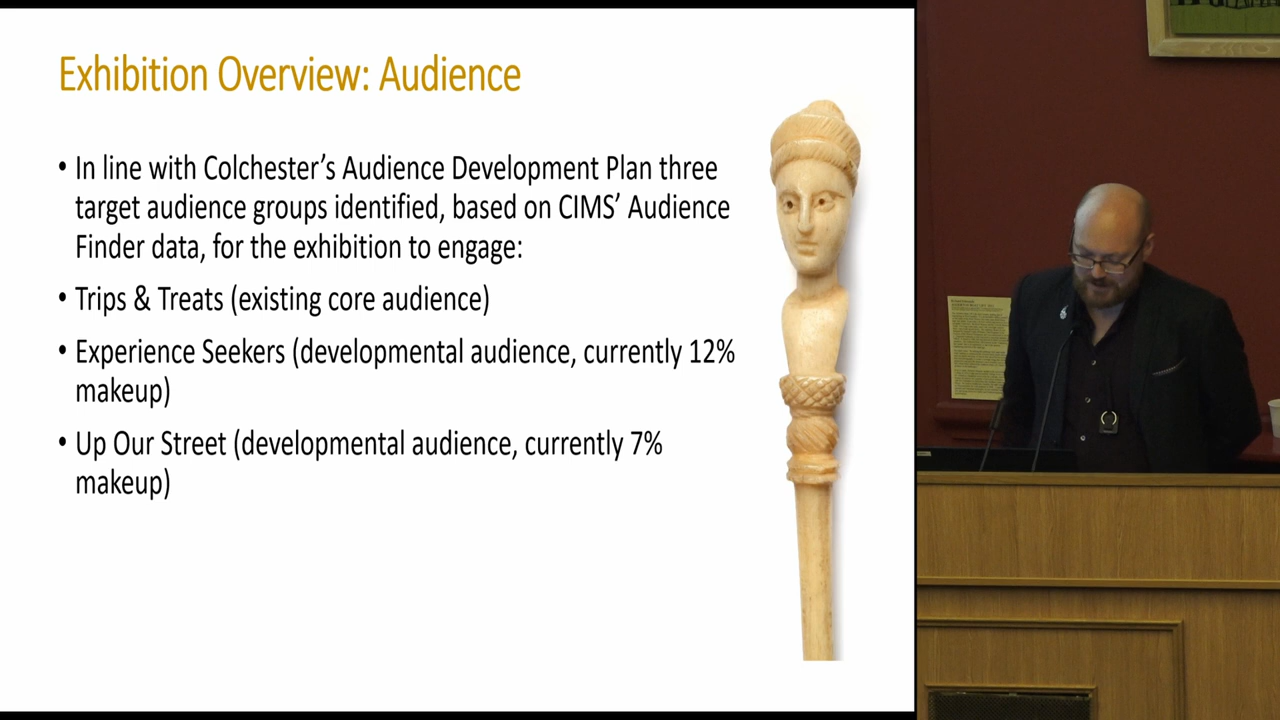 Exhibition Overview: Audience
• In line with Colchester’s Audience Development Plan three
target audience groups identified, based on CIMS’ Audience
Finder data, for the exhibition to engage:
• Trips & Treats (existing core audience)
• Experience Seekers (developmental audience, currently 12%
makeup)
• Up Our Street (developmental audience, currently 7%
makeup)